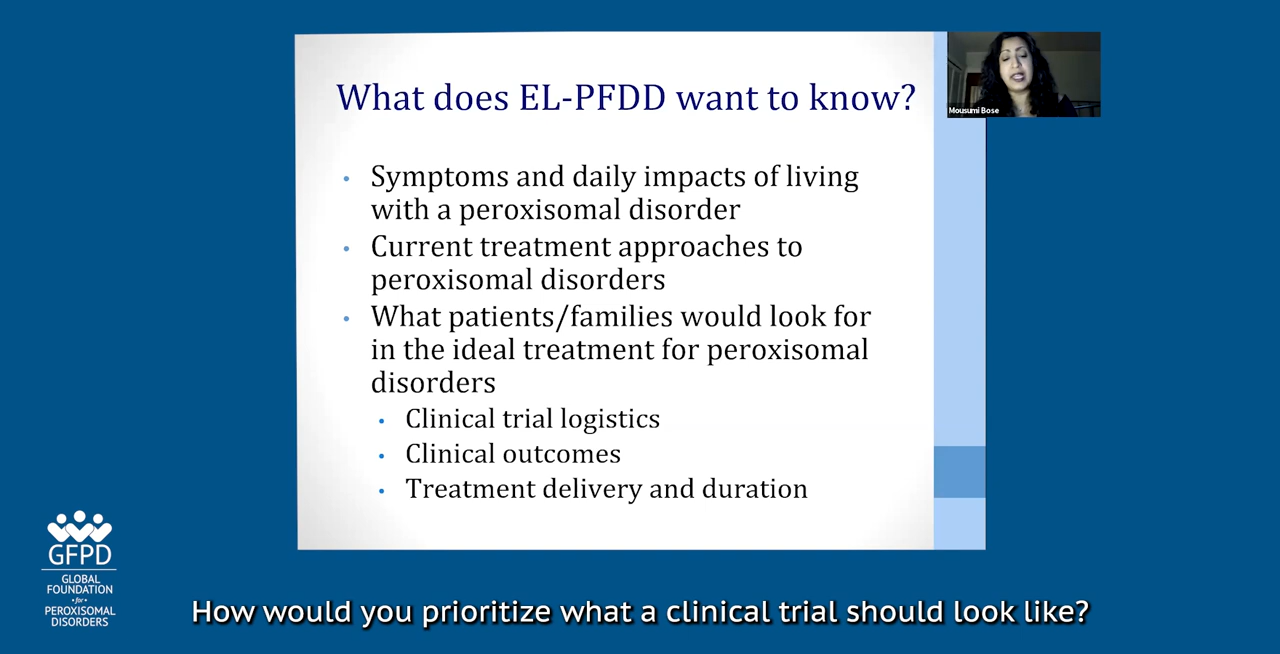 What does EL-PFDD want to know?
Mousumi Bose
• Symptoms and daily impacts of living
with a peroxisomal disorder
• Current treatment approaches to
peroxisomal disorders
• What patients/families would look for
in the ideal treatment for peroxisomal
disorders
• Clinical trial logistics
• Clinical outcomes
• Treatment delivery and duration
GFPD
GLOBAL
FOUNDATION
•for•
PEROXISOMAL
DISORDERS
How would you prioritize what a clinical trial should look like?